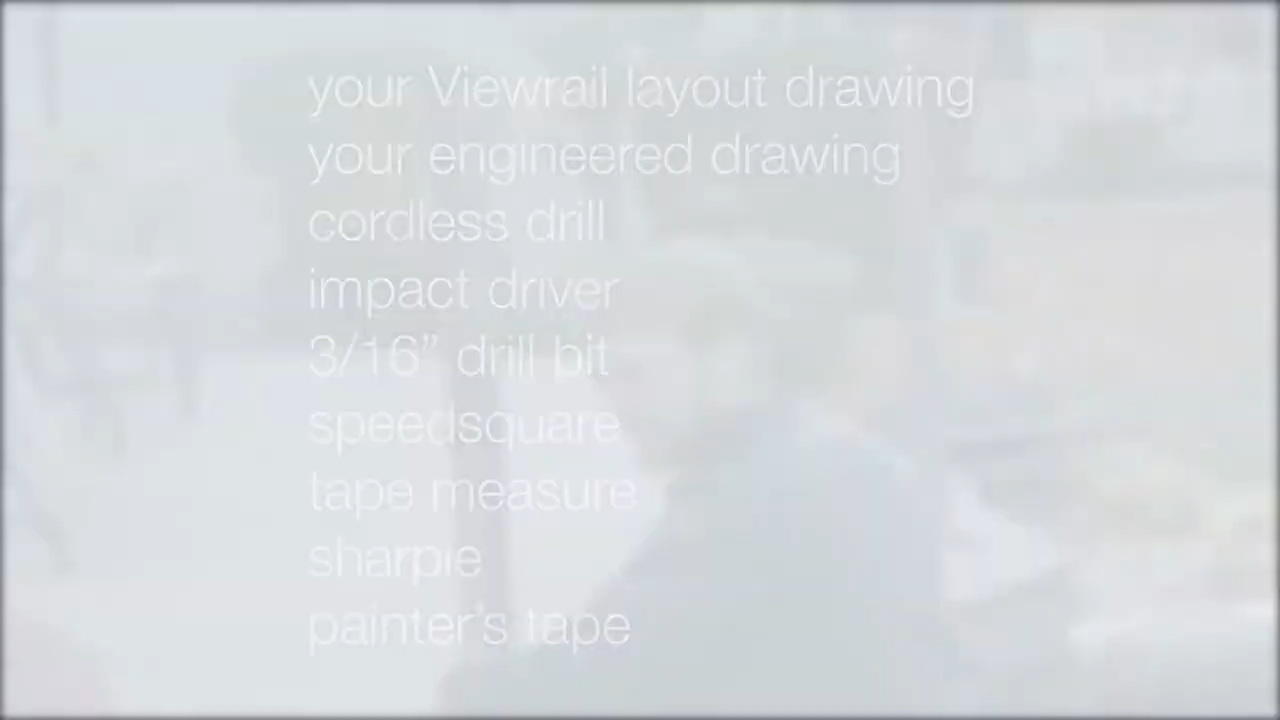 your Viewrail layout drawing
your engineered drawing
cordless drill
impact driver
3/16” drill bit
speedsquare
tape measure
sharpie
painter’s tape